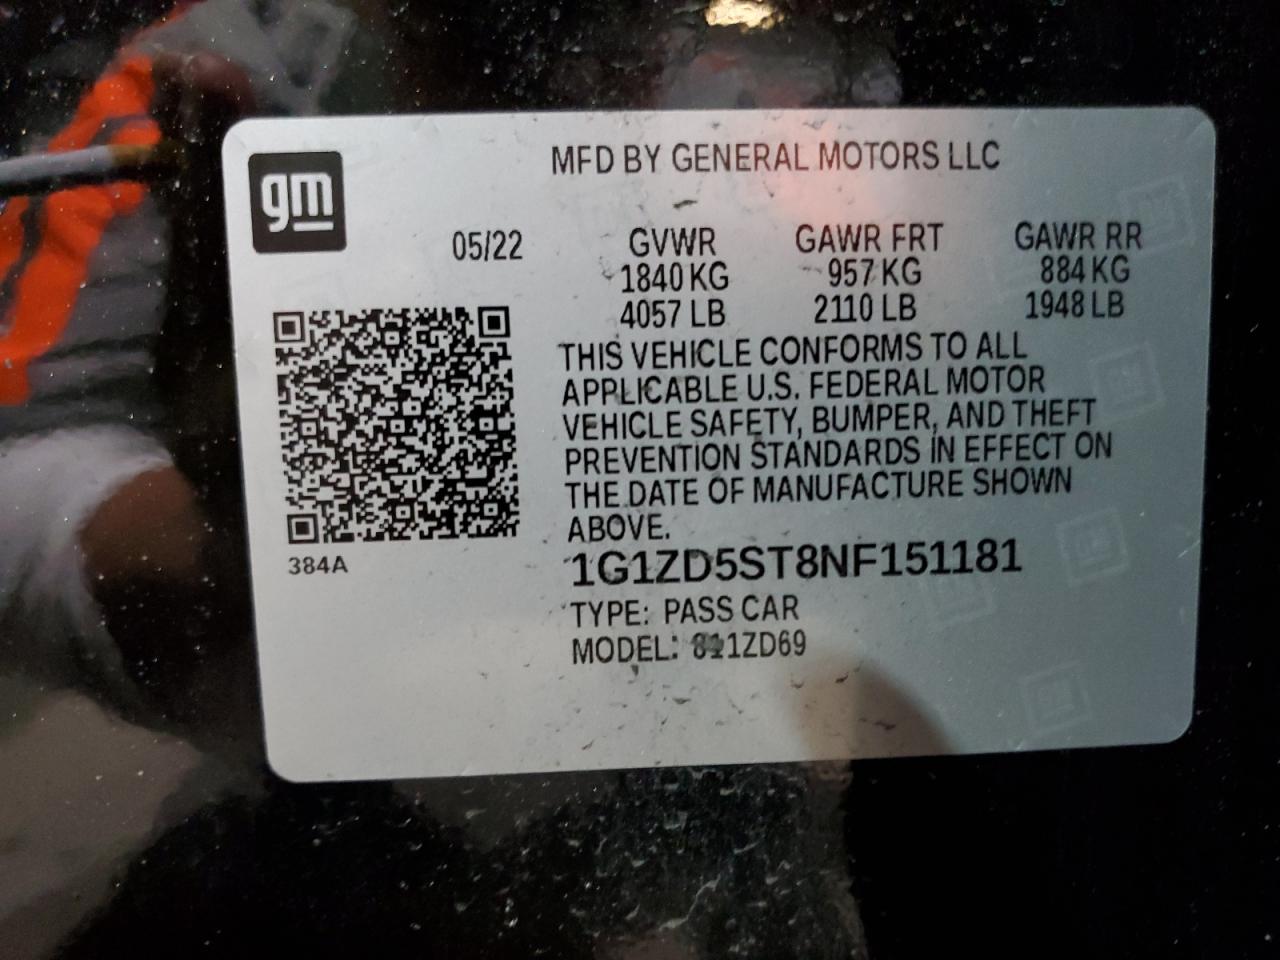 gm
MFD BY GENERAL MOTORS LLC
05/22 GVWR GAWR FRT GAWR RR
1840 KG 957 KG 884 KG
4057 LB 2110 LB 1948 LB
THIS VEHICLE CONFORMS TO ALL
APPLICABLE U.S. FEDERAL MOTOR
VEHICLE SAFETY, BUMPER, AND THEFT
PREVENTION STANDARDS IN EFFECT ON
THE DATE OF MANUFACTURE SHOWN
ABOVE.
384A
1G1ZD5ST8NF151181
TYPE: PASS CAR
MODEL: